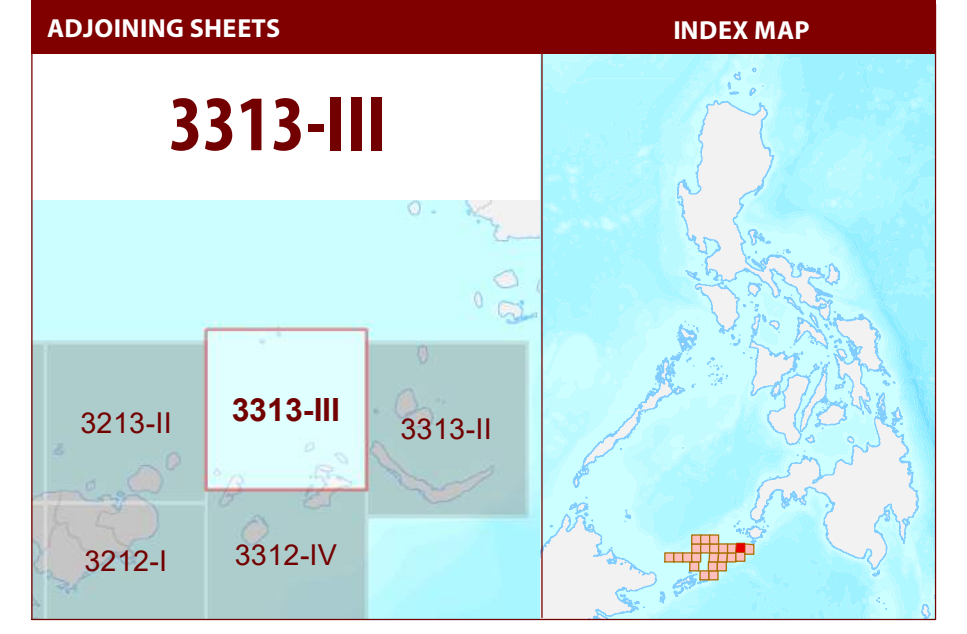 ADJOINING SHEETS
INDEX MAP
3313-III
3213-II
3313-III
3313-II
3212-I
3312-IV